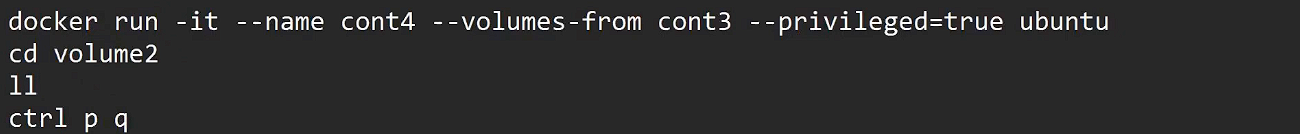 docker run -it --name cont4 --volumes-from cont3 --privileged=true ubuntu
cd volume2
ll
ctrl p q